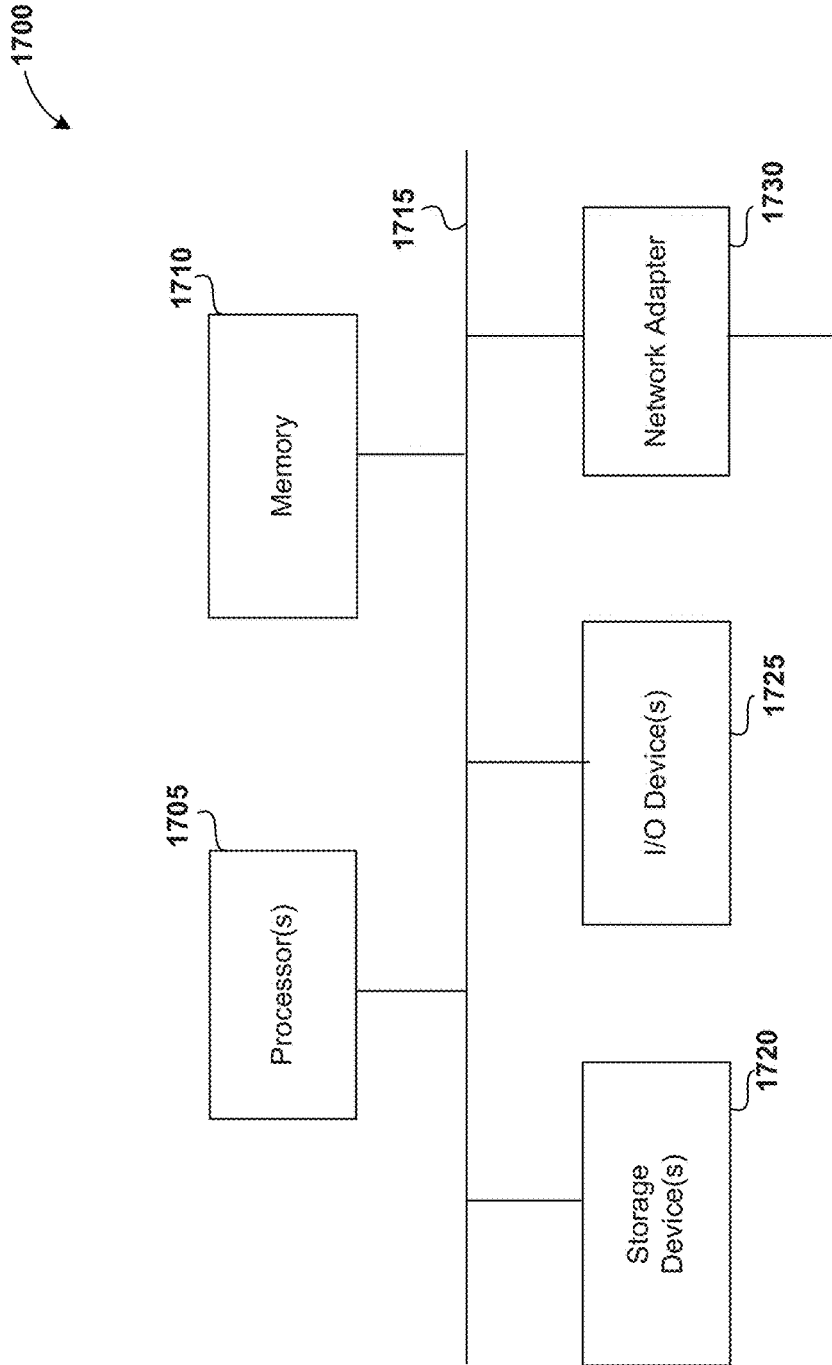 1700
1705
Processor(s)
1710
Memory
1715
Storage
Device(s)
1720
I/O Device(s)
1725
Network Adapter
1730